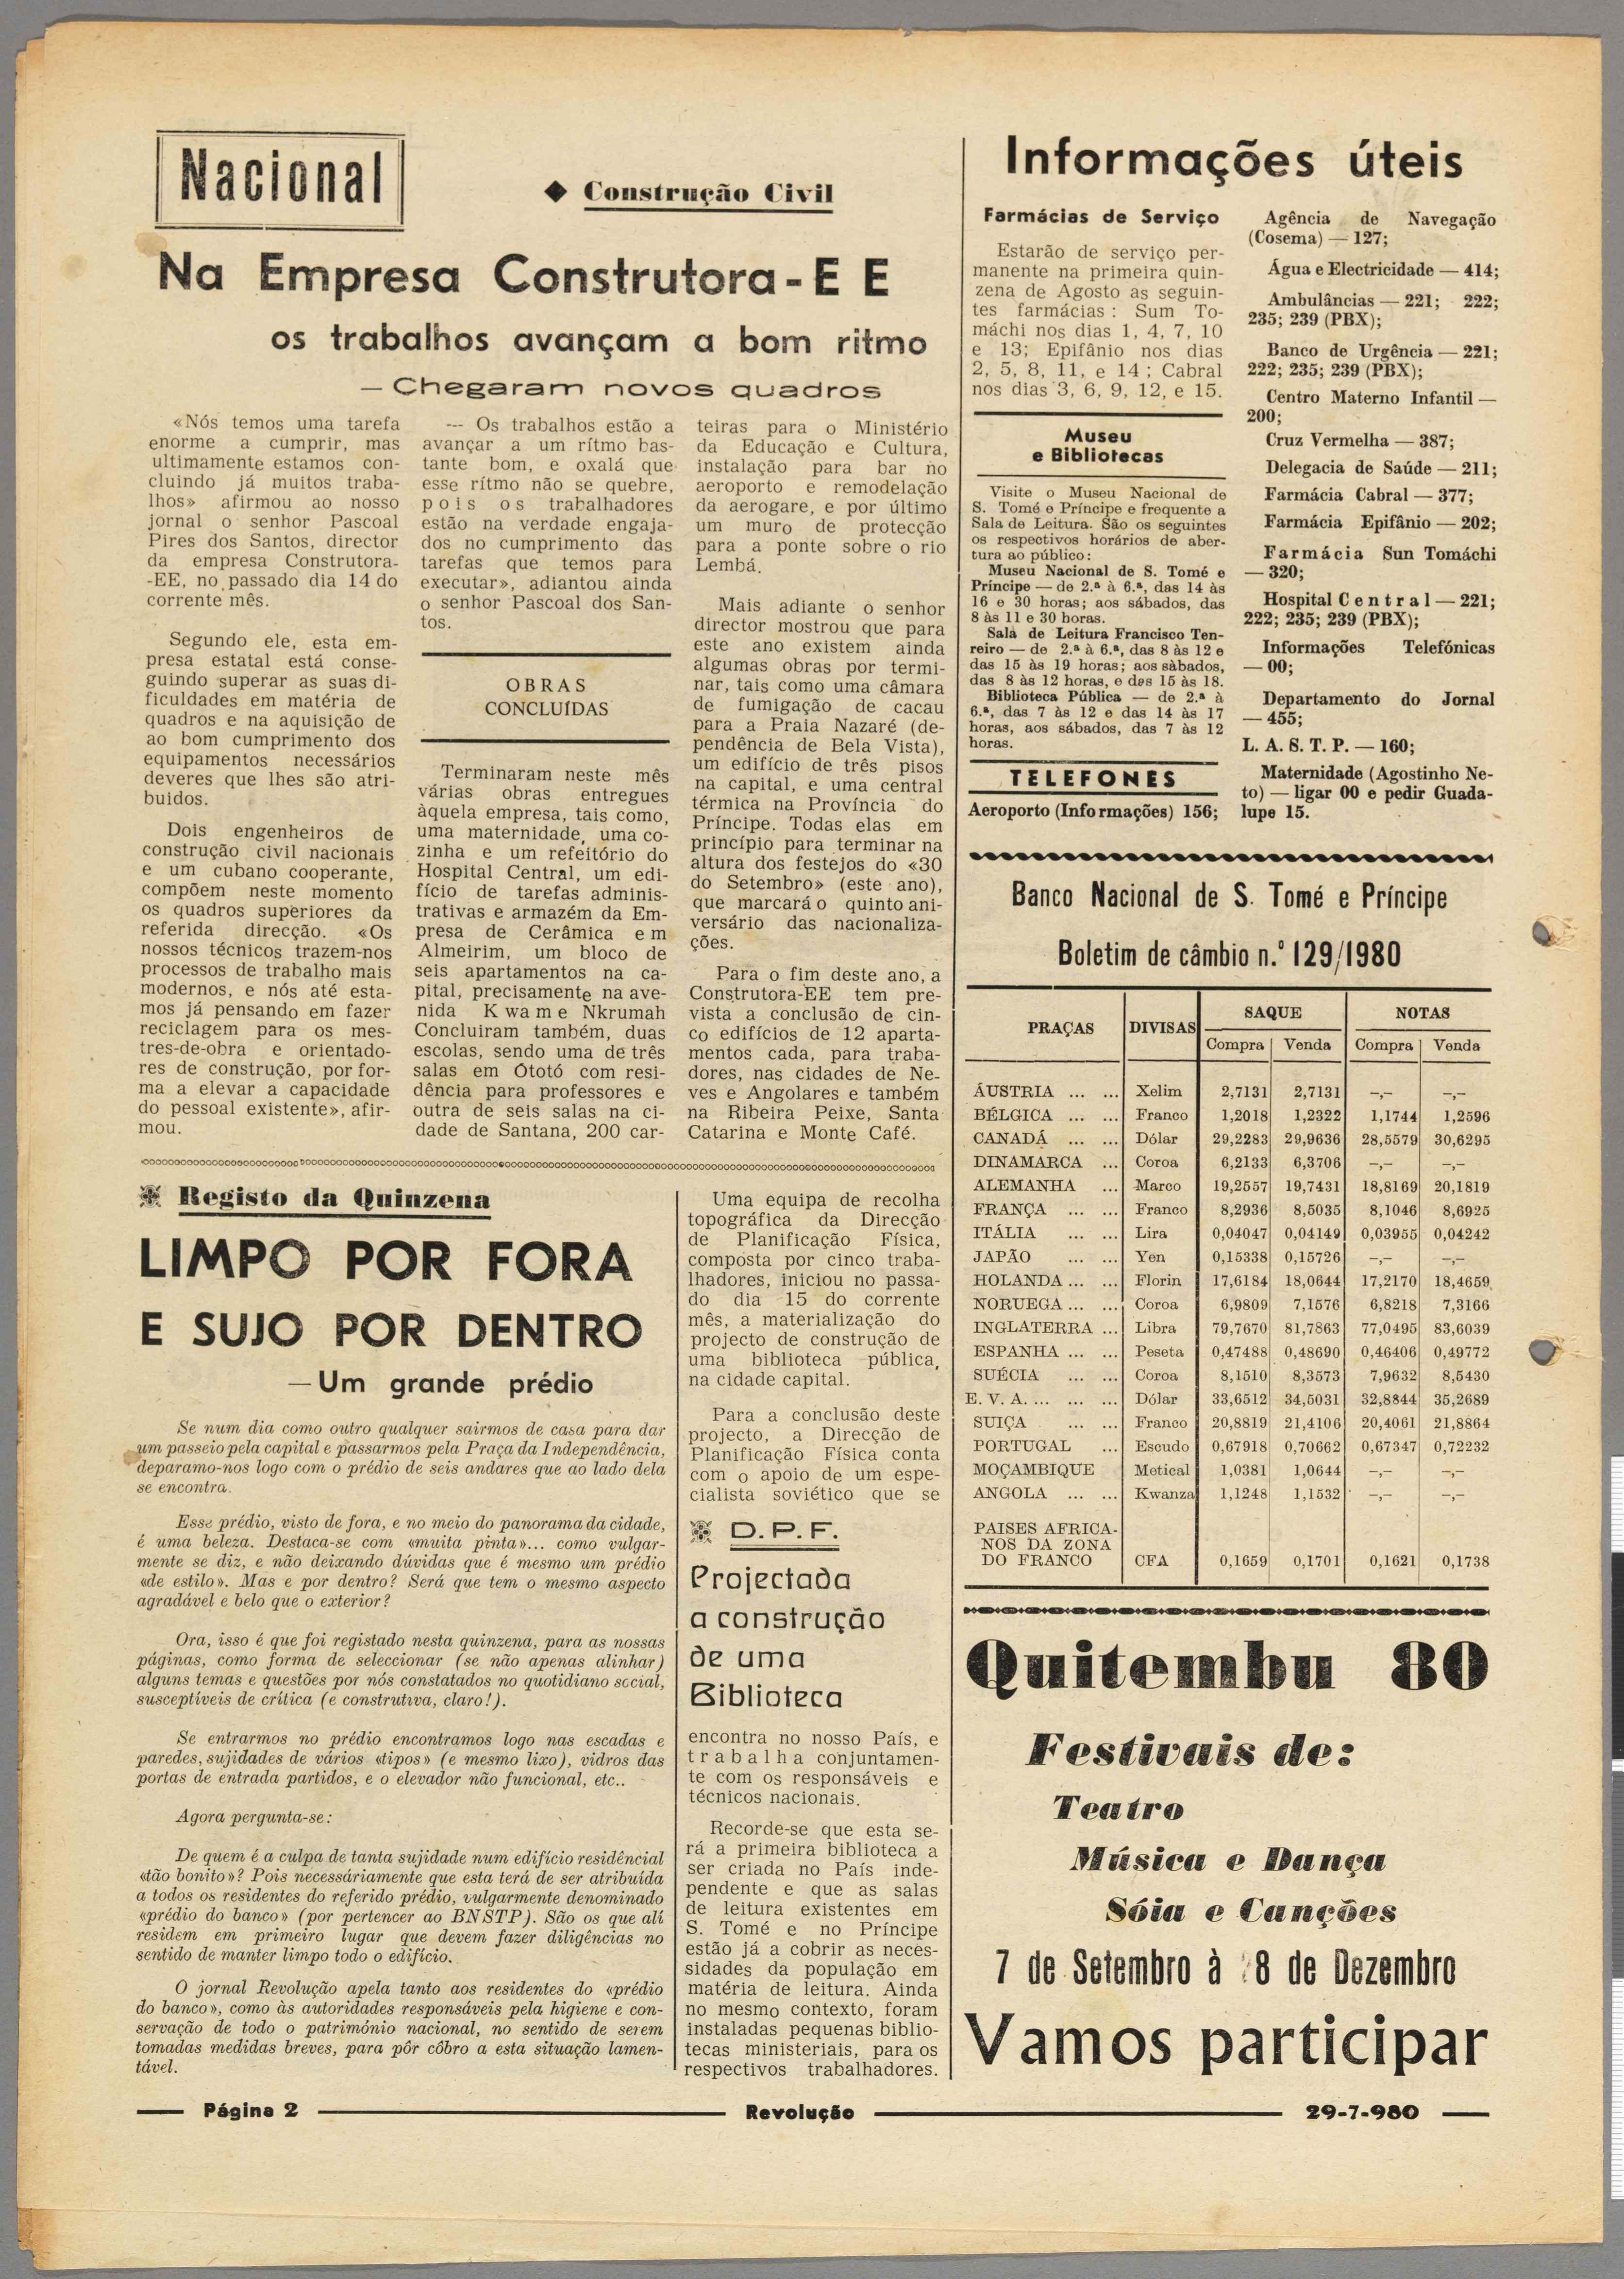 Nacional
◆ Construção Civil
Na Empresa Construtora-EE
os trabalhos avançam a bom ritmo
— Chegaram novos quadros
«Nós temos uma tarefa
enorme a cumprir, mas
ultimamente estamos con-
cluindo já muitos traba-
lhos» afirmou ao nosso
jornal o senhor Pascoal
Pires dos Santos, director
da empresa Construtora-
-EE, no passado dia 14 do
corrente mês.
Segundo ele, esta em-
presa estatal está conse-
guindo superar as suas di-
ficuldades em matéria de
quadros e na aquisição de
ao bom cumprimento dos
equipamentos necessários
deveres que lhes são atri-
buidos.
Dois engenheiros de
construção civil nacionais
e um cubano cooperante,
compõem neste momento
os quadros superiores da
referida direcção. «Os
nossos técnicos trazem-nos
processos de trabalho mais
modernos, e nós até esta-
mos já pensando em fazer
reciclagem para os mes-
tres-de-obra e orientado-
res de construção, por for-
ma a elevar a capacidade
do pessoal existente», afir-
mou.
--- Os trabalhos estão a
avançar a um rítmo bas-
tante bom, e oxalá que
esse rítmo não se quebre,
pois os trabalhadores
estão na verdade engaja-
dos no cumprimento das
tarefas que temos para
executar», adiantou ainda
o senhor Pascoal dos San-
tos.
OBRAS
CONCLUÍDAS
Terminaram neste mês
várias obras entregues
àquela empresa, tais como,
uma maternidade, uma co-
zinha e um refeitório do
Hospital Central, um edi-
fício de tarefas adminis-
trativas e armazém da Em-
presa de Cerâmica em
Almeirim, um bloco de
seis apartamentos na ca-
pital, precisamente na ave-
nida Kwame Nkrumah
Concluiram também, duas
escolas, sendo uma de três
salas em Ototó com resi-
dência para professores e
outra de seis salas na ci-
dade de Santana, 200 car-
teiras para o Ministério
da Educação e Cultura,
instalação para bar no
aeroporto e remodelação
da aerogare, e por último
um muro de protecção
para a ponte sobre o rio
Lembá.
Mais adiante o senhor
director mostrou que para
este ano existem ainda
algumas obras por termi-
nar, tais como uma câmara
de fumigação de cacau
para a Praia Nazaré (de-
pendência de Bela Vista),
um edifício de três pisos
na capital, e uma central
térmica na Província do
Príncipe. Todas elas em
princípio para terminar na
altura dos festejos do «30
do Setembro» (este ano),
que marcará o quinto ani-
versário das nacionaliza-
ções.
Para o fim deste ano, a
Construtora-EE tem pre-
vista a conclusão de cin-
co edifícios de 12 aparta-
mentos cada, para traba-
dores, nas cidades de Ne-
ves e Angolares e também
na Ribeira Peixe, Santa
Catarina e Monte Café.
Registo da Quinzena
LIMPO POR FORA
E SUJO POR DENTRO
— Um grande prédio
Se num dia como outro qualquer sairmos de casa para dar
um passeio pela capital e passarmos pela Praça da Independência,
deparamo-nos logo com o prédio de seis andares que ao lado dela
se encontra.
Esse prédio, visto de fora, e no meio do panorama da cidade,
é uma beleza. Destaca-se com «muita pinta»... como vulgar-
mente se diz, e não deixando dúvidas que é mesmo um prédio
«de estilo». Mas e por dentro? Será que tem o mesmo aspecto
agradável e belo que o exterior?
Ora, isso é que foi registado nesta quinzena, para as nossas
páginas, como forma de seleccionar (se não apenas alinhar)
alguns temas e questões por nós constatados no quotidiano social,
susceptíveis de crítica (e construtiva, claro!).
Se entrarmos no prédio encontramos logo nas escadas e
paredes, sujidades de vários «tipos» (e mesmo lixo), vidros das
portas de entrada partidos, e o elevador não funcional, etc..
Agora pergunta-se:
De quem é a culpa de tanta sujidade num edifício residêncial
«tão bonito»? Pois necessáriamente que esta terá de ser atribuída
a todos os residentes do referido prédio, vulgarmente denominado
«prédio do banco» (por pertencer ao BNSTP). São os que alí
residem em primeiro lugar que devem fazer diligências no
sentido de manter limpo todo o edifício.
O jornal Revolução apela tanto aos residentes do «prédio
do banco», como às autoridades responsáveis pela higiene e con-
servação de todo o património nacional, no sentido de serem
tomadas medidas breves, para pôr côbro a esta situação lamen-
tável.
Uma equipa de recolha
topográfica da Direcção
de Planificação Física,
composta por cinco traba-
lhadores, iniciou no passa-
do dia 15 do corrente
mês, a materialização do
projecto de construção de
uma biblioteca pública,
na cidade capital.
Para a conclusão deste
projecto, a Direcção de
Planificação Física conta
com o apoio de um espe-
cialista soviético que se
D.P.F.
Projectada
a construção
de uma
Biblioteca
encontra no nosso País, e
trabalha conjuntamen-
te com os responsáveis e
técnicos nacionais.
Recorde-se que esta se-
rá a primeira biblioteca a
ser criada no País inde-
pendente e que as salas
de leitura existentes em
S. Tomé e no Príncipe
estão já a cobrir as neces-
sidades da população em
matéria de leitura. Ainda
no mesmo contexto, foram
instaladas pequenas biblio-
tecas ministeriais, para os
respectivos trabalhadores.
Informações úteis
Farmácias de Serviço
Estarão de serviço per-
manente na primeira quin-
zena de Agosto as seguin-
tes farmácias: Sum To-
máchi nos dias 1, 4, 7, 10
e 13; Epifânio nos dias
2, 5, 8, 11, e 14; Cabral
nos dias 3, 6, 9, 12, e 15.
Museu
e Bibliotecas
Visite o Museu Nacional de
S. Tomé e Príncipe e frequente a
Sala de Leitura. São os seguintes
os respectivos horários de aber-
tura ao público:
Museu Nacional de S. Tomé e
Príncipe — de 2.ª à 6.ª, das 14 às
16 e 30 horas; aos sábados, das
8 às 11 e 30 horas.
Sala de Leitura Francisco Ten-
reiro — de 2.ª à 6.ª, das 8 às 12 e
das 15 às 19 horas; aos sàbados,
das 8 às 12 horas, e das 15 às 18.
Biblioteca Pública — de 2.ª à
6.ª, das 7 às 12 e das 14 às 17
horas, aos sábados, das 7 às 12
horas.
TELEFONES
Aeroporto (Informações) 156;
Agência de Navegação
(Cosema) — 127;
Água e Electricidade — 414;
Ambulâncias — 221; 222;
235; 239 (PBX);
Banco de Urgência — 221;
222; 235; 239 (PBX);
Centro Materno Infantil —
200;
Cruz Vermelha — 387;
Delegacia de Saúde — 211;
Farmácia Cabral — 377;
Farmácia Epifânio — 202;
Farmácia Sun Tomáchi
— 320;
Hospital Central — 221;
222; 235; 239 (PBX);
Informações Telefónicas
— 00;
Departamento do Jornal
— 455;
L. A. S. T. P. — 160;
Maternidade (Agostinho Ne-
to) — ligar 00 e pedir Guada-
lupe 15.
Banco Nacional de S. Tomé e Príncipe
Boletim de câmbio n.º 129/1980
PRAÇAS DIVISAS SAQUE NOTAS
Compra Venda Compra Venda
ÁUSTRIA ... ... Xelim 2,7131 2,7131 –,– –,–
BÉLGICA ... ... Franco 1,2018 1,2322 1,1744 1,2596
CANADÁ ... ... Dólar 29,2283 29,9636 28,5579 30,6295
DINAMARCA ... Coroa 6,2133 6,3706 –,– –,–
ALEMANHA ... Marco 19,2557 19,7431 18,8169 20,1819
FRANÇA ... ... Franco 8,2936 8,5035 8,1046 8,6925
ITÁLIA ... ... Lira 0,04047 0,04149 0,03955 0,04242
JAPÃO ... ... Yen 0,15338 0,15726 –,– –,–
HOLANDA ... ... Florin 17,6184 18,0644 17,2170 18,4659
NORUEGA ... ... Coroa 6,9809 7,1576 6,8218 7,3166
INGLATERRA ... Libra 79,7670 81,7863 77,0495 83,6039
ESPANHA ... ... Peseta 0,47488 0,48690 0,46406 0,49772
SUÉCIA ... ... Coroa 8,1510 8,3573 7,9632 8,5430
E. V. A. ... ... ... Dólar 33,6512 34,5031 32,8844 35,2689
SUIÇA ... ... Franco 20,8819 21,4106 20,4061 21,8864
PORTUGAL ... Escudo 0,67918 0,70662 0,67347 0,72232
MOÇAMBIQUE Metical 1,0381 1,0644 –,– –,–
ANGOLA ... ... Kwanza 1,1248 1,1532 –,– –,–
PAISES AFRICA-
NOS DA ZONA
DO FRANCO CFA 0,1659 0,1701 0,1621 0,1738
Quitembu 80
Festivais de:
Teatro
Música e Dança
Sóia e Canções
7 de Setembro à 8 de Dezembro
Vamos participar
Página 2
Revolução
29-7-980